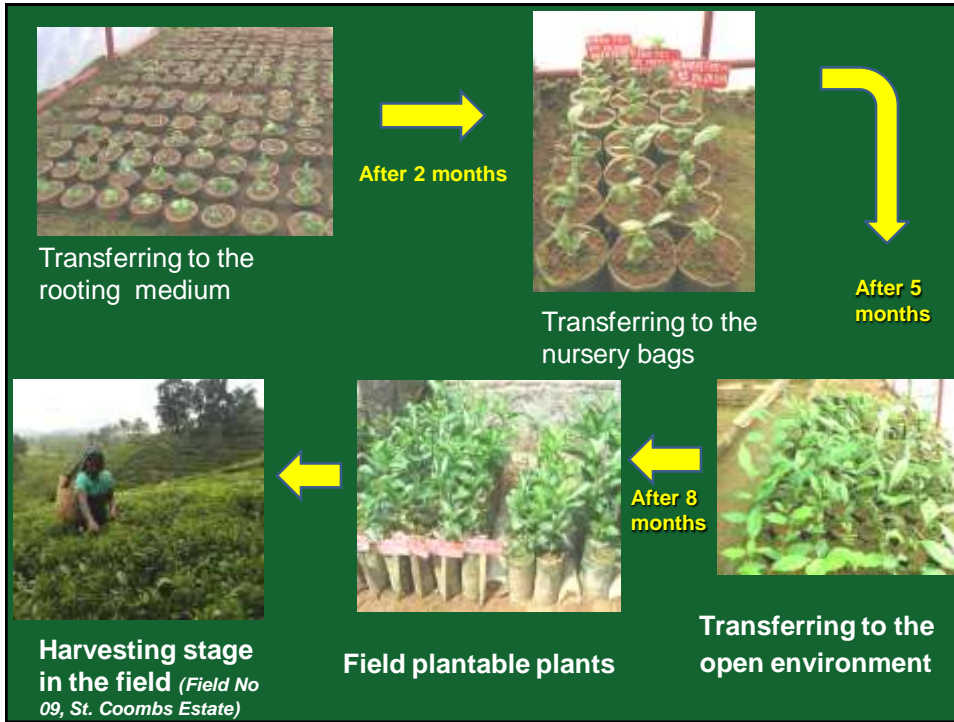 After 2 months
Transferring to the
rooting medium
Transferring to the
nursery bags
After 5
months
After 8
months
Harvesting stage
in the field (Field No
09, St. Coombs Estate)
Field plantable plants
Transferring to the
open environment